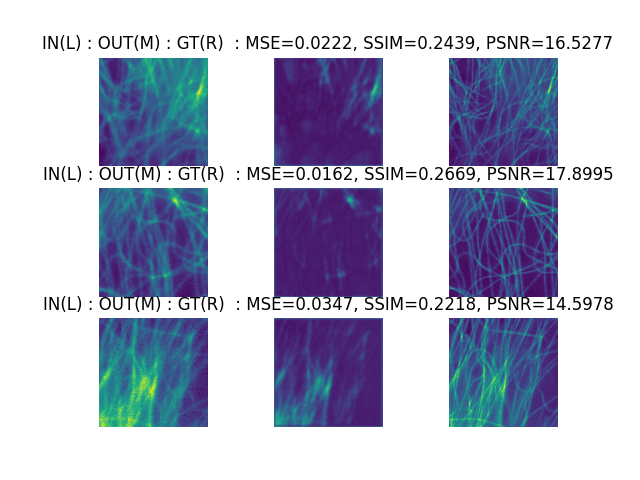 IN(L) : OUT(M) : GT(R)  : MSE=0.0222, SSIM=0.2439, PSNR=16.5277
IN(L) : OUT(M) : GT(R)  : MSE=0.0162, SSIM=0.2669, PSNR=17.8995
IN(L) : OUT(M) : GT(R)  : MSE=0.0347, SSIM=0.2218, PSNR=14.5978